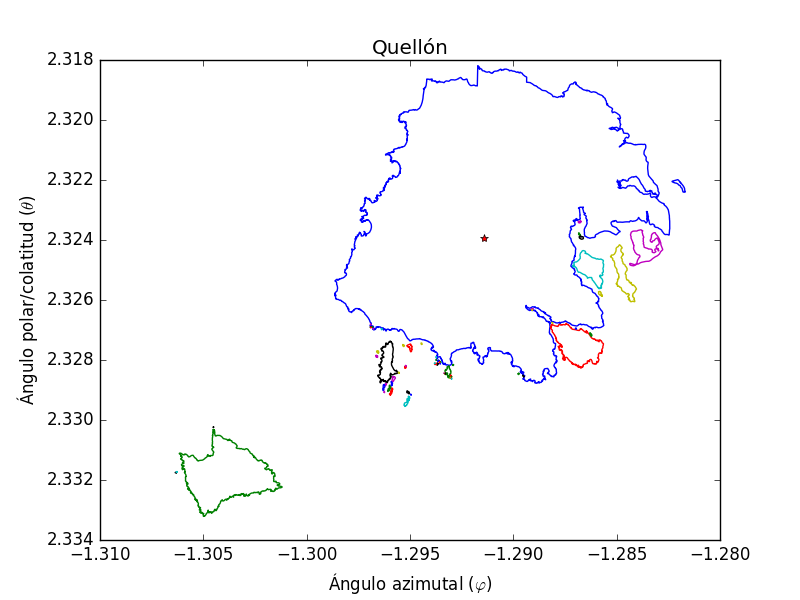 Quellón
2.318
2.320
2.322
2.324
2.326
2.328
2.330
2.332
2.334
Ángulo polar/colatitud (θ)
−1.310 −1.305 −1.300 −1.295 −1.290 −1.285 −1.280
Ángulo azimutal (φ)